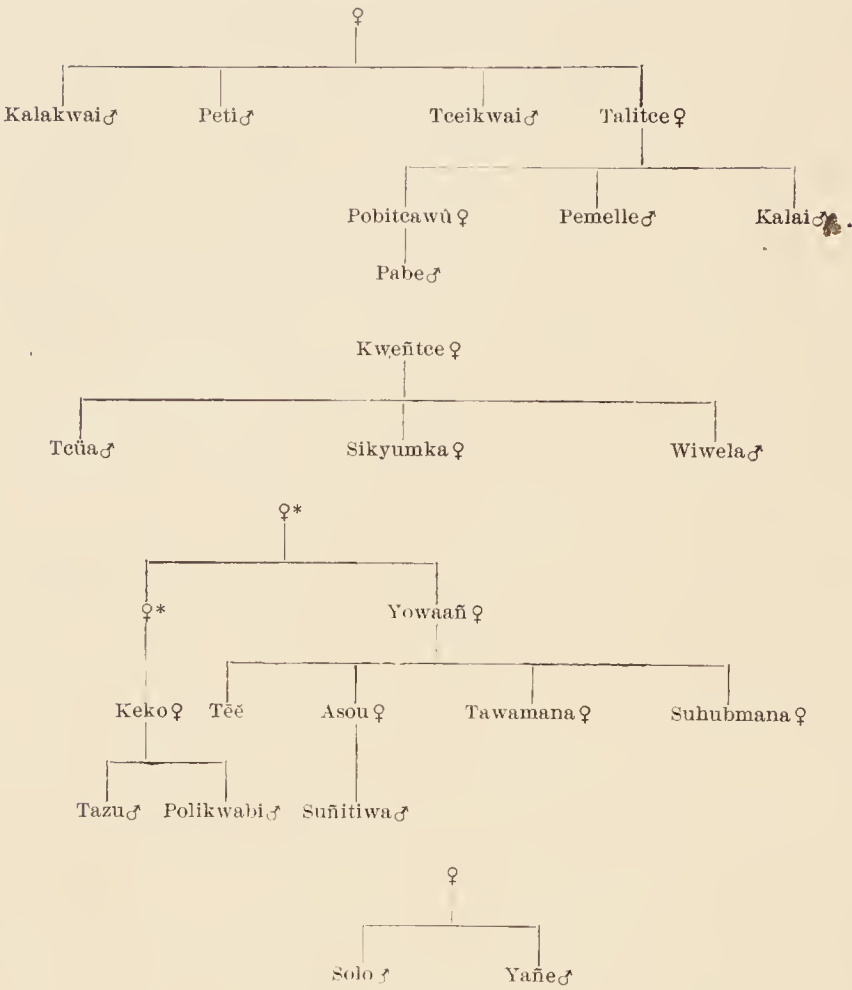 ♀
Kalakwai♂ Peti♂ Tceikwai♂ Talitce♀
Pobitcawû♀ Pemelle♂ Kalai♂.
Pabe♂
Kweñtce♀
Tcüa♂ Sikyumka♀ Wiwela♂
♀*
♀* Yowaañ♀
Keko♀ Tēě Asou♀ Tawamana♀ Suhubmana♀
Tazu♂ Polikwabi♂ Suñitiwa♂
♀
Solo♂ Yañe♂